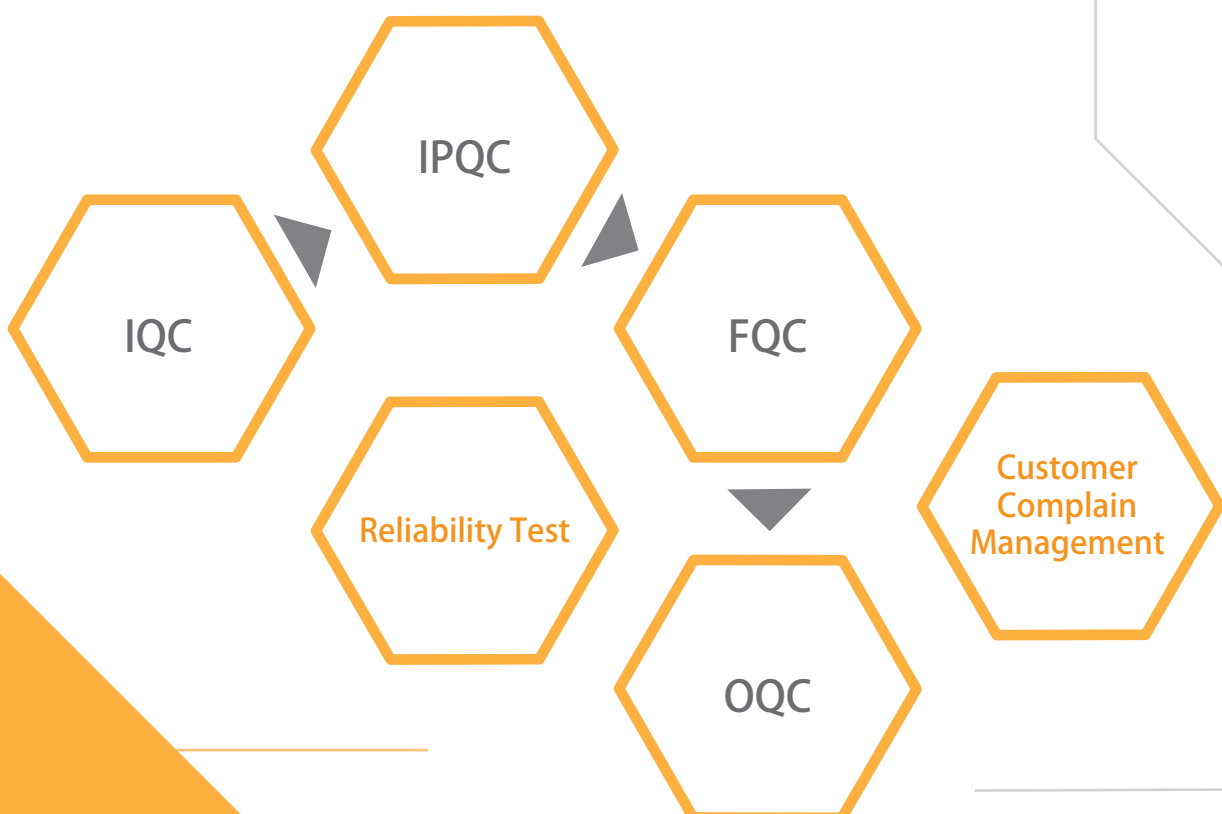 IPQC
IQC
FQC
Reliability Test
Customer
Complain
Management
OQC